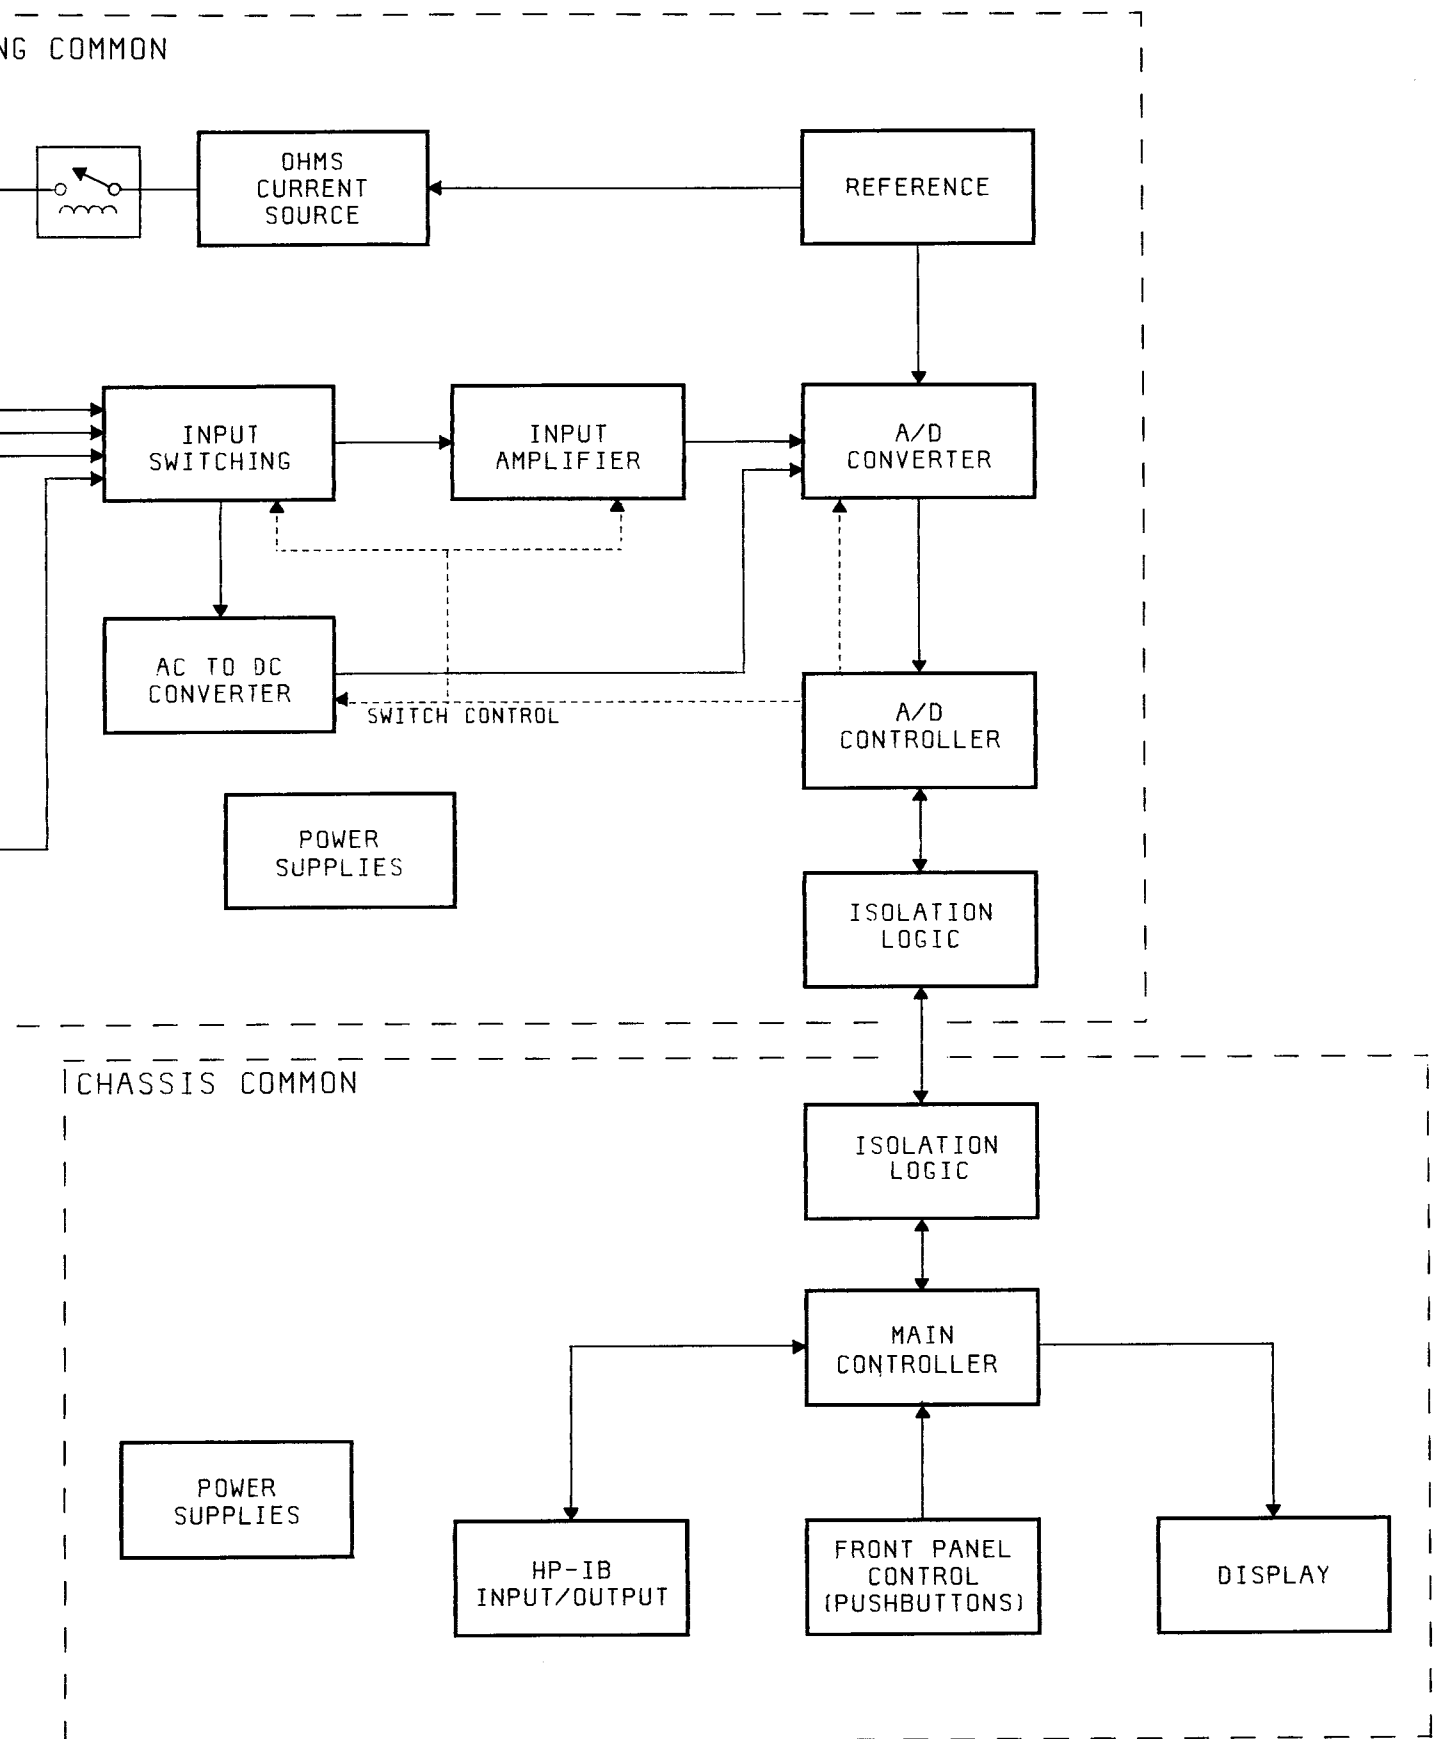 NG COMMON
OHMS
CURRENT
SOURCE
REFERENCE
INPUT
SWITCHING
INPUT
AMPLIFIER
A/D
CONVERTER
AC TO DC
CONVERTER
SWITCH CONTROL
A/D
CONTROLLER
POWER
SUPPLIES
ISOLATION
LOGIC
CHASSIS COMMON
ISOLATION
LOGIC
MAIN
CONTROLLER
POWER
SUPPLIES
HP-IB
INPUT/OUTPUT
FRONT PANEL
CONTROL
(PUSHBUTTONS)
DISPLAY